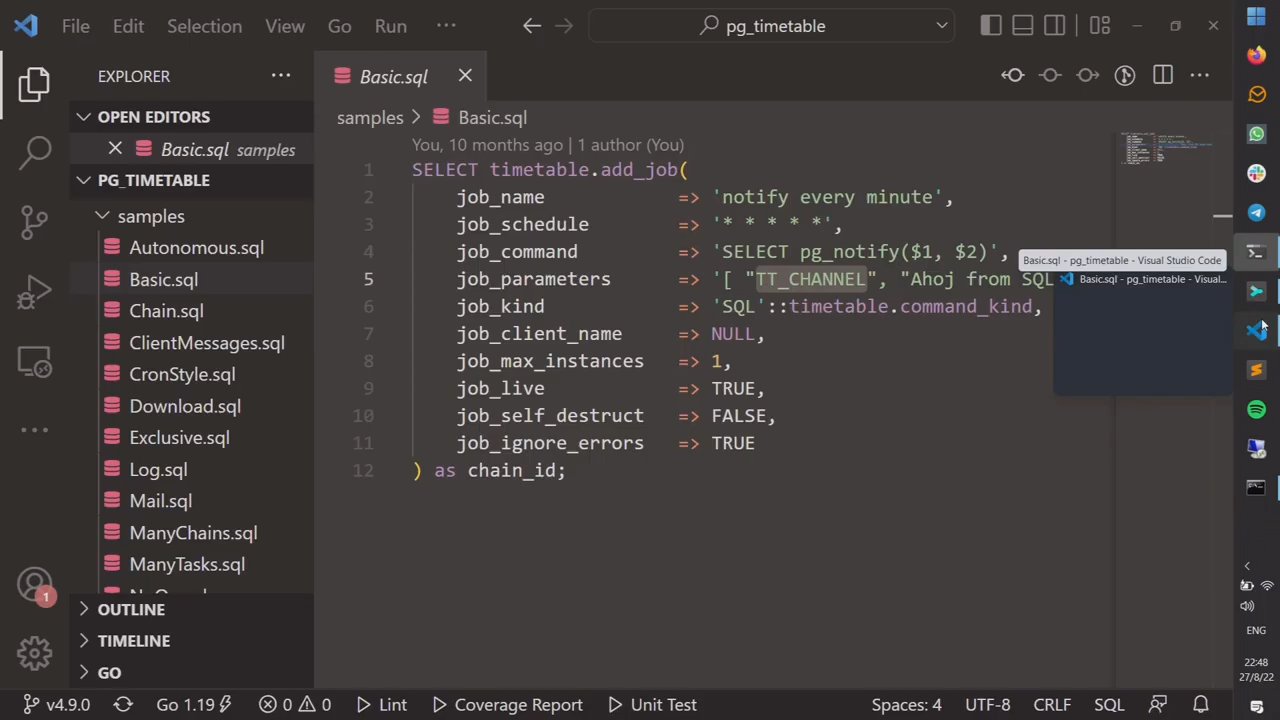 File Edit Selection View Go Run ··· pg_timetable
EXPLORER ···
OPEN EDITORS
Basic.sql samples
PG_TIMETABLE
samples
Autonomous.sql
Basic.sql
Chain.sql
ClientMessages.sql
CronStyle.sql
Download.sql
Exclusive.sql
Log.sql
Mail.sql
ManyChains.sql
ManyTasks.sql
OUTLINE
TIMELINE
GO
1
Basic.sql
samples > Basic.sql
You, 10 months ago | 1 author (You)
1 SELECT timetable.add_job(
2 job_name => 'notify every minute',
3 job_schedule => '* * * * *',
4 job_command => 'SELECT pg_notify($1, $2)',
5 job_parameters => '[ "TT_CHANNEL", "Ahoj from SQL
6 job_kind => 'SQL'::timetable.command_kind,
7 job_client_name => NULL,
8 job_max_instances => 1,
9 job_live => TRUE,
10 job_self_destruct => FALSE,
11 job_ignore_errors => TRUE
12 ) as chain_id;
Basic.sql - pg_timetable - Visual Studio Code
Basic.sql - pg_timetable - Visual...
ENG
22:48
27/8/22
v4.9.0 Go 1.19 0 0 Lint Coverage Report Unit Test Spaces: 4 UTF-8 CRLF SQL